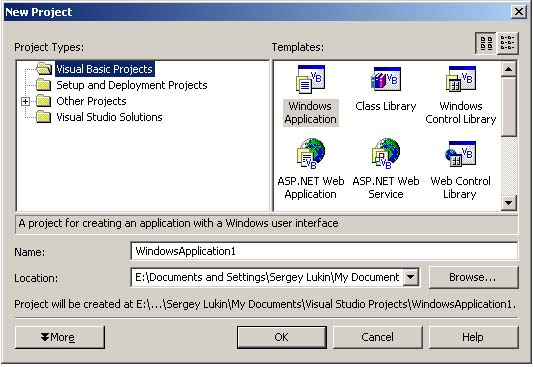 New Project
Project Types:
Templates:
Visual Basic Projects
Setup and Deployment Projects
Other Projects
Visual Studio Solutions
Windows Application
Class Library
Windows Control Library
ASP.NET Web Application
ASP.NET Web Service
Web Control Library
A project for creating an application with a Windows user interface
Name:
WindowsApplication1
Location:
E:\Documents and Settings\Sergey Lukin\My Document
Browse...
Project will be created at E:\...\Sergey Lukin\My Documents\Visual Studio Projects\WindowsApplication1.
More
OK
Cancel
Help